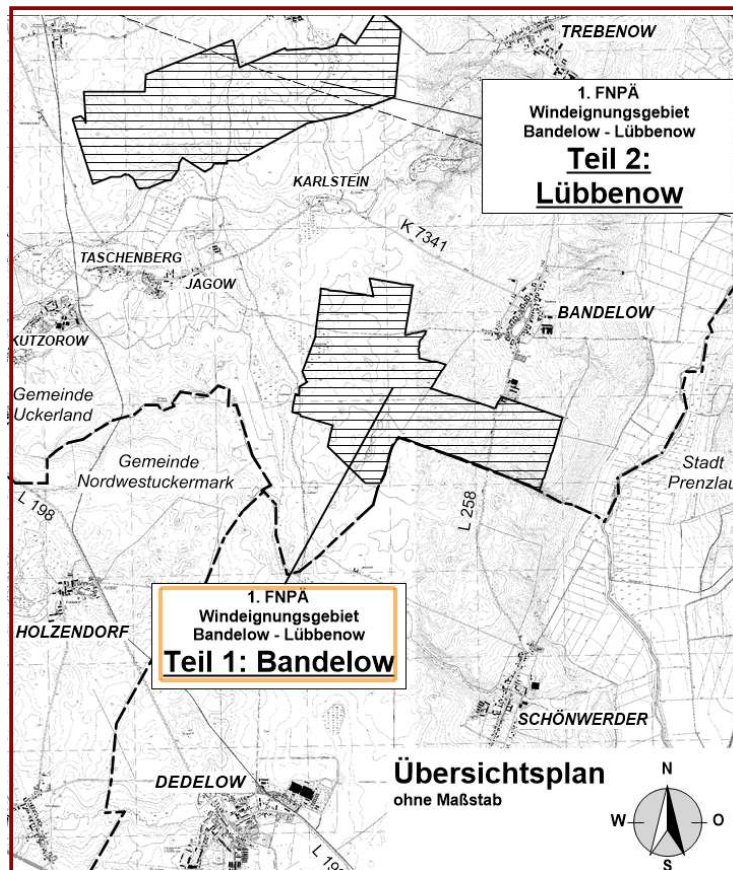 TREBENOW
1. FNPÄ
Windeignungsgebiet
Bandelow - Lübbenow
Teil 2:
Lübbenow
KARLSTEIN
K 7341
TASCHENBERG
JAGOW
BANDELOW
KUTZOROW
Gemeinde
Uckerland
Gemeinde
Nordwestuckermark
Stadt
Prenzlau
L 198
L 258
1. FNPÄ
Windeignungsgebiet
Bandelow - Lübbenow
Teil 1: Bandelow
HOLZENDORF
SCHÖNWERDER
DEDELOW
Übersichtsplan
ohne Maßstab
N
W
O
S